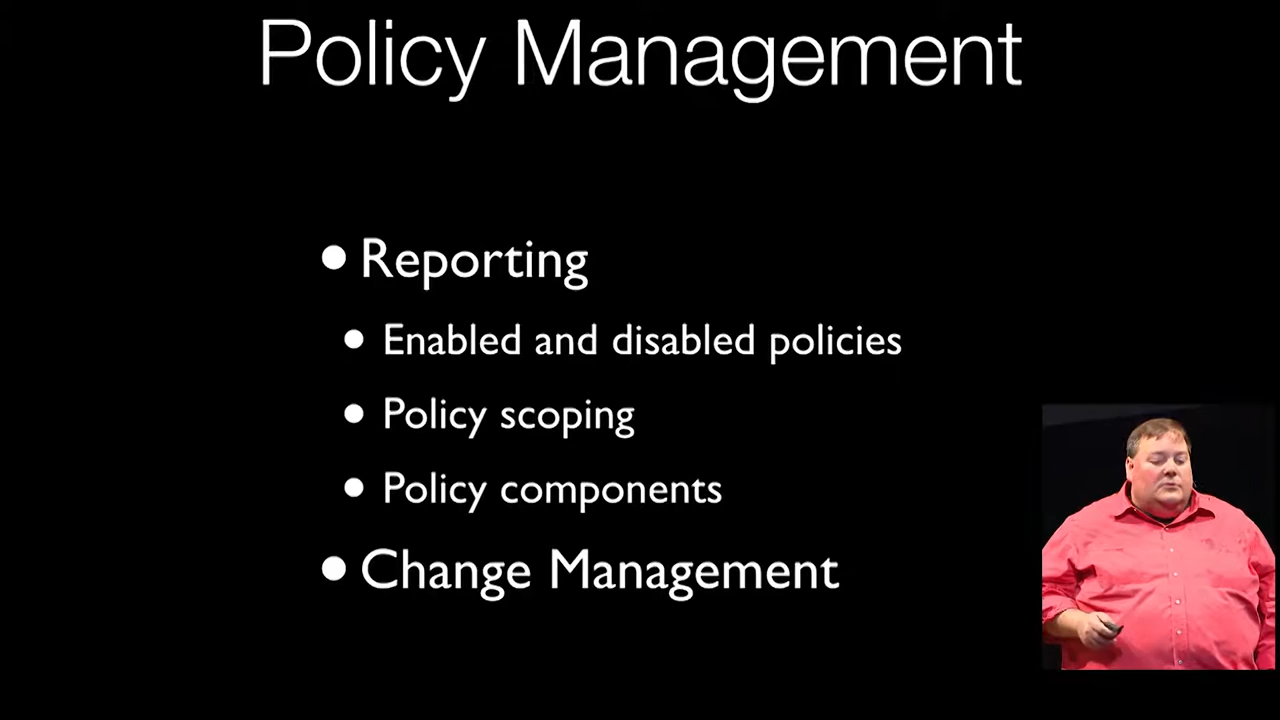 Policy Management
• Reporting
• Enabled and disabled policies
• Policy scoping
• Policy components
• Change Management